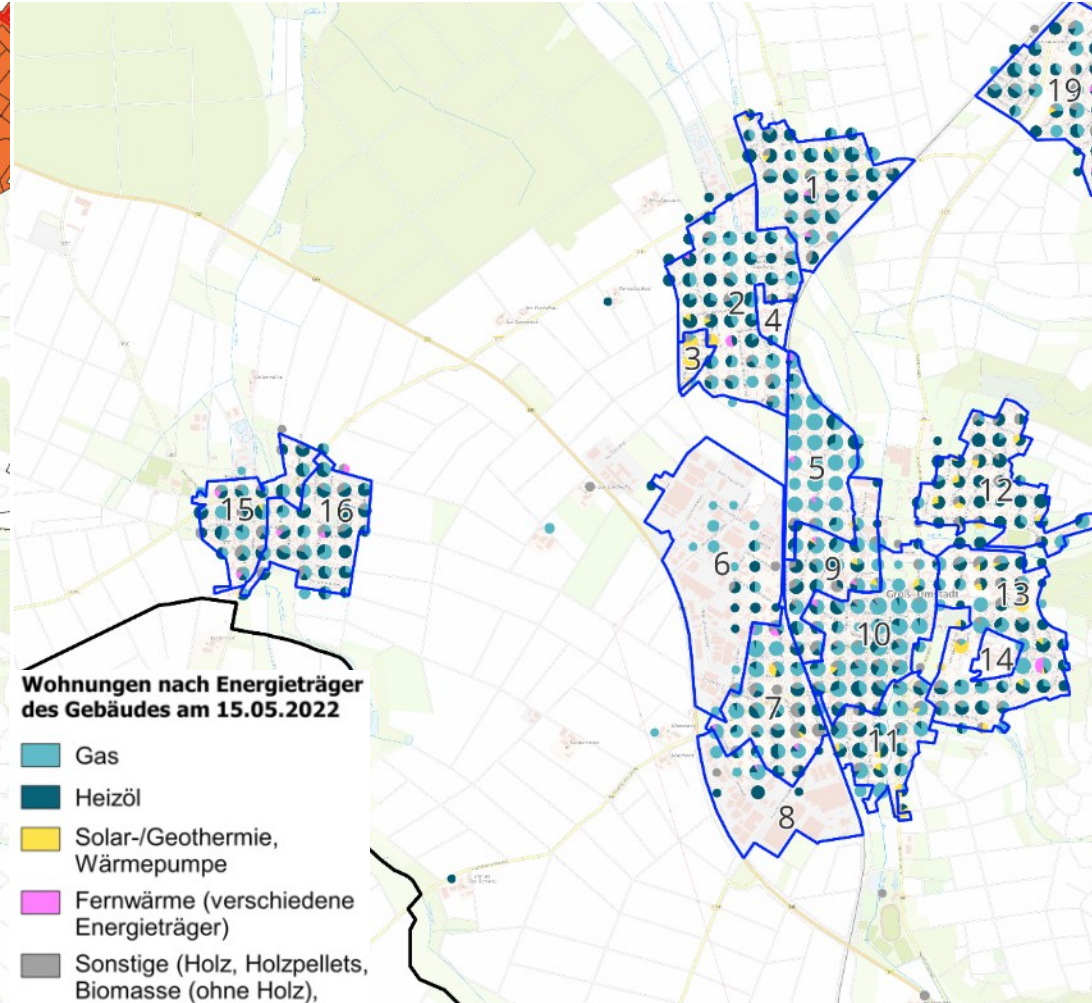 19
1
2
4
3
5
12
15
16
6
9
Groß-Umstadt
13
10
14
7
11
8
Wohnungen nach Energieträger
des Gebäudes am 15.05.2022
Gas
Heizöl
Solar-/Geothermie,
Wärmepumpe
Fernwärme (verschiedene
Energieträger)
Sonstige (Holz, Holzpellets,
Biomasse (ohne Holz),